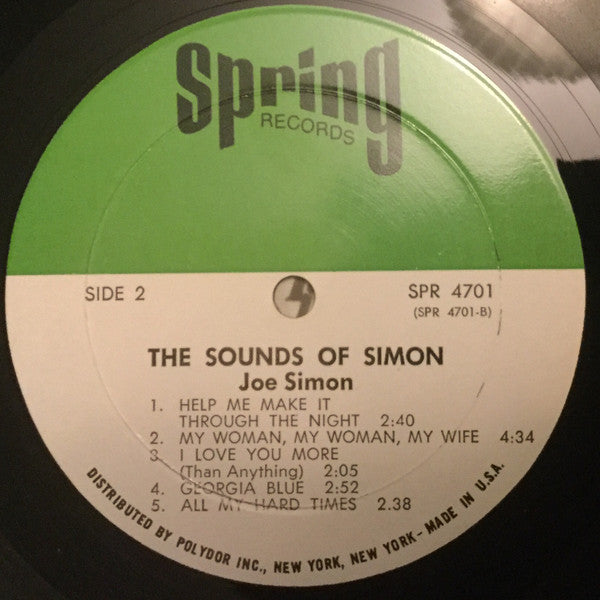 Spring
RECORDS
SIDE 2
SPR 4701
(SPR 4701-B)
THE SOUNDS OF SIMON
Joe Simon
1. HELP ME MAKE IT
THROUGH THE NIGHT 2:40
2. MY WOMAN, MY WOMAN, MY WIFE 4:34
3. I LOVE YOU MORE
(Than Anything) 2:05
4. GEORGIA BLUE 2:52
5. ALL MY HARD TIMES 2.38
DISTRIBUTED BY POLYDOR INC., NEW YORK, NEW YORK - MADE IN U.S.A.